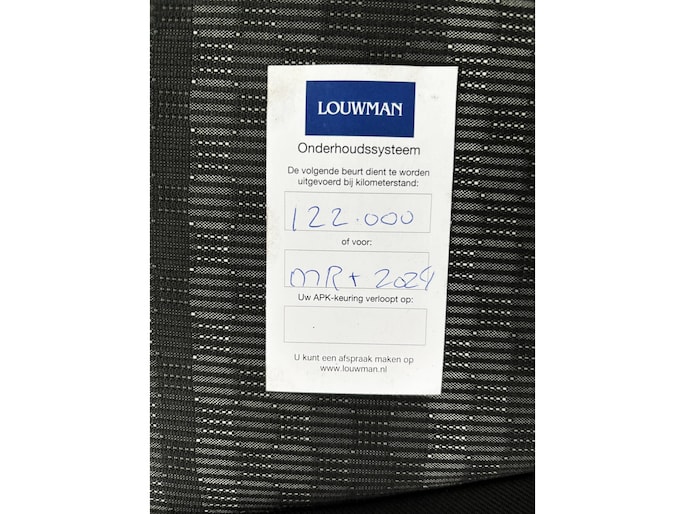 LOUWMAN
Onderhoudssysteem
De volgende beurt dient te worden
uitgevoerd bij kilometerstand:
122.000
of voor:
MRT 2024
Uw APK-keuring verloopt op:
U kunt een afspraak maken op
www.louwman.nl